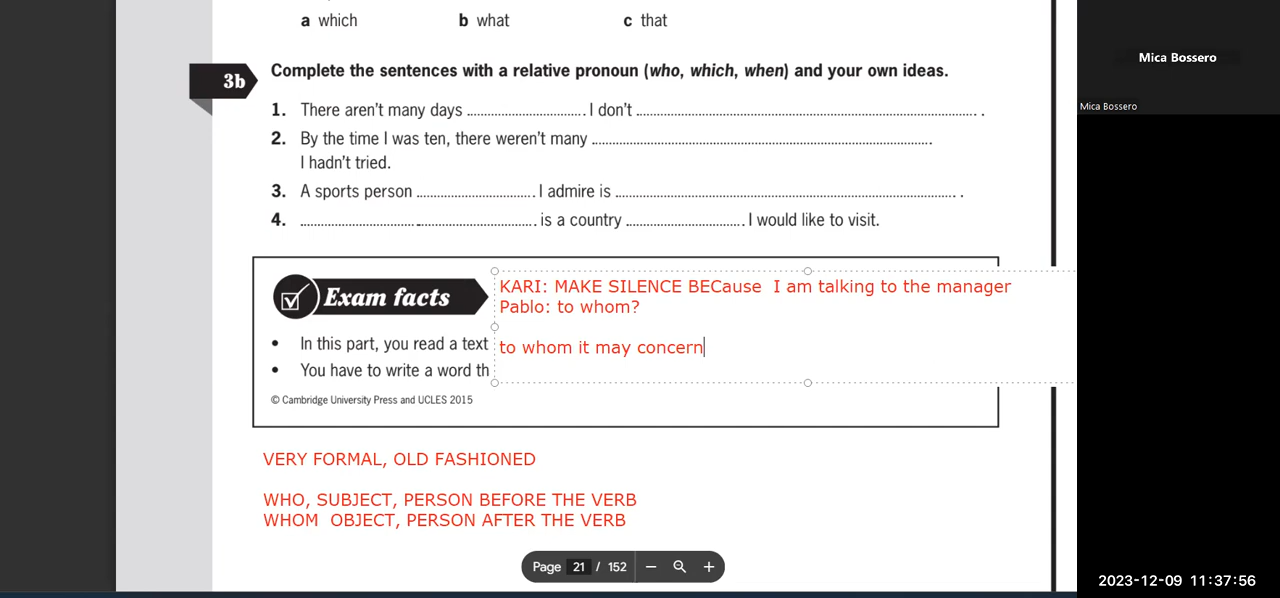 a which b what c that
Mica Bossero
3b Complete the sentences with a relative pronoun (who, which, when) and your own ideas.
Mica Bossero
1. There aren't many days ............................... I don't ............................................................................................ .
2. By the time I was ten, there weren't many .............................................................................................
I hadn't tried.
3. A sports person ............................... I admire is ............................................................................................ .
4. ................................................................ is a country ............................... I would like to visit.
Exam facts
KARI: MAKE SILENCE BECause I am talking to the manager
Pablo: to whom?
• In this part, you read a text
to whom it may concern
• You have to write a word th
© Cambridge University Press and UCLES 2015
VERY FORMAL, OLD FASHIONED
WHO, SUBJECT, PERSON BEFORE THE VERB
WHOM OBJECT, PERSON AFTER THE VERB
Page 21 / 152
2023-12-09 11:37:56